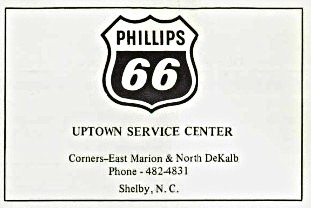 PHILLIPS
66
UPTOWN SERVICE CENTER
Corners-East Marion & North DeKalb
Phone - 482-4831
Shelby, N. C.